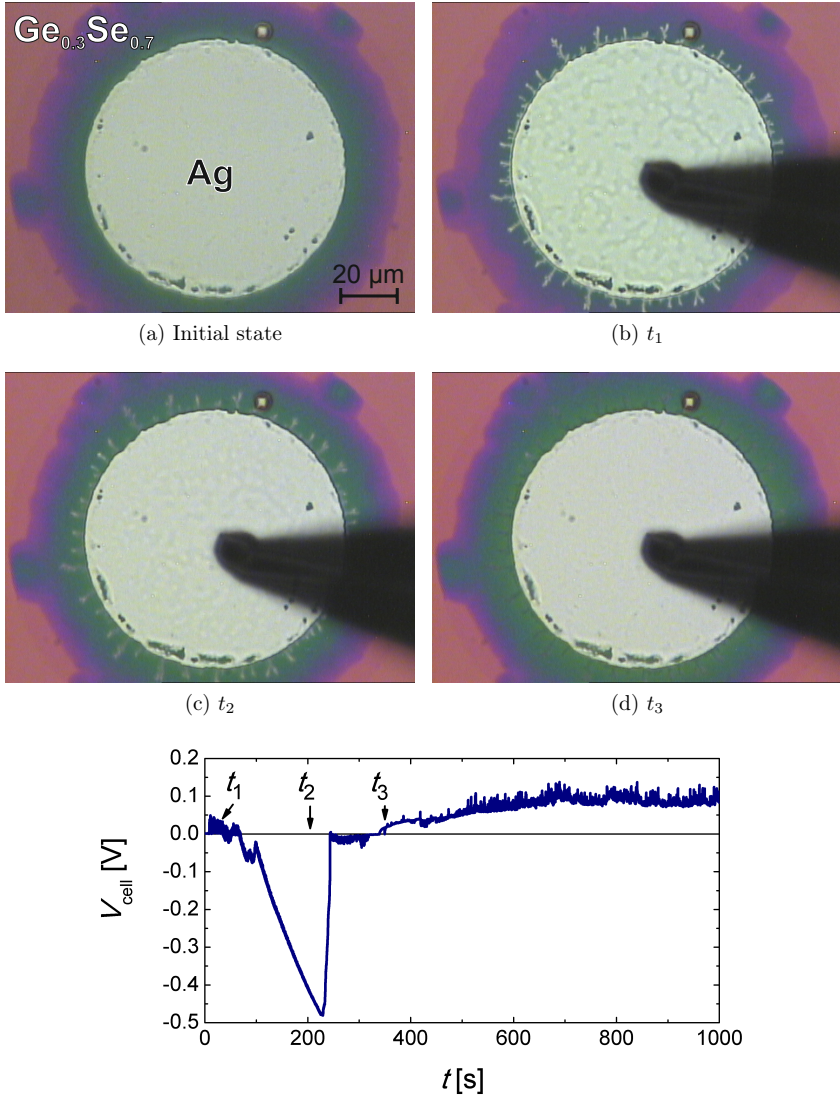 Ge₀.₃Se₀.₇
Ag
20 µm
(a) Initial state
(b) t₁
(c) t₂
(d) t₃
0.2
0.1
0.0
-0.1
-0.2
-0.3
-0.4
-0.5
V_cell [V]
t₁
t₂
t₃
0 200 400 600 800 1000
t [s]